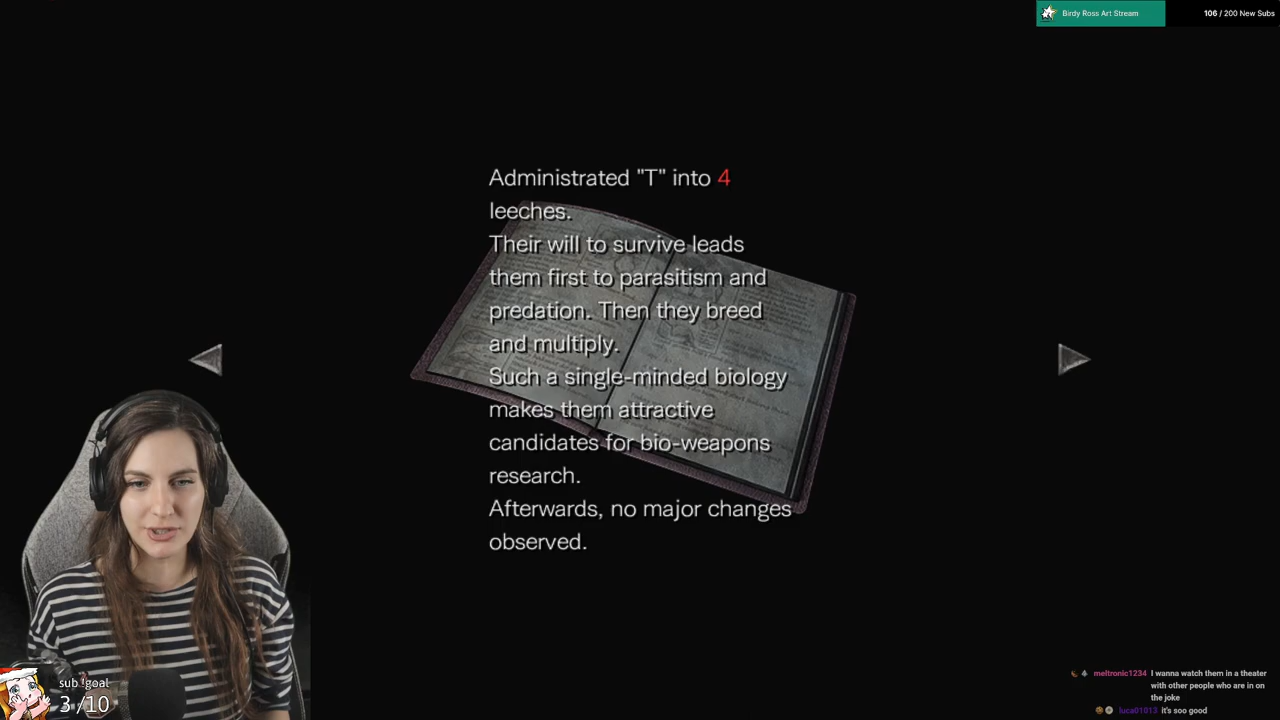 Birdy Ross Art Stream
106 / 200 New Subs
Administrated "T" into 4
leeches.
Their will to survive leads
them first to parasitism and
predation. Then they breed
and multiply.
Such a single-minded biology
makes them attractive
candidates for bio-weapons
research.
Afterwards, no major changes
observed.
meltronic1234 I wanna watch them in a theater
with other people who are in on
the joke
luca01013 it's soo good
sub goal
3 /10